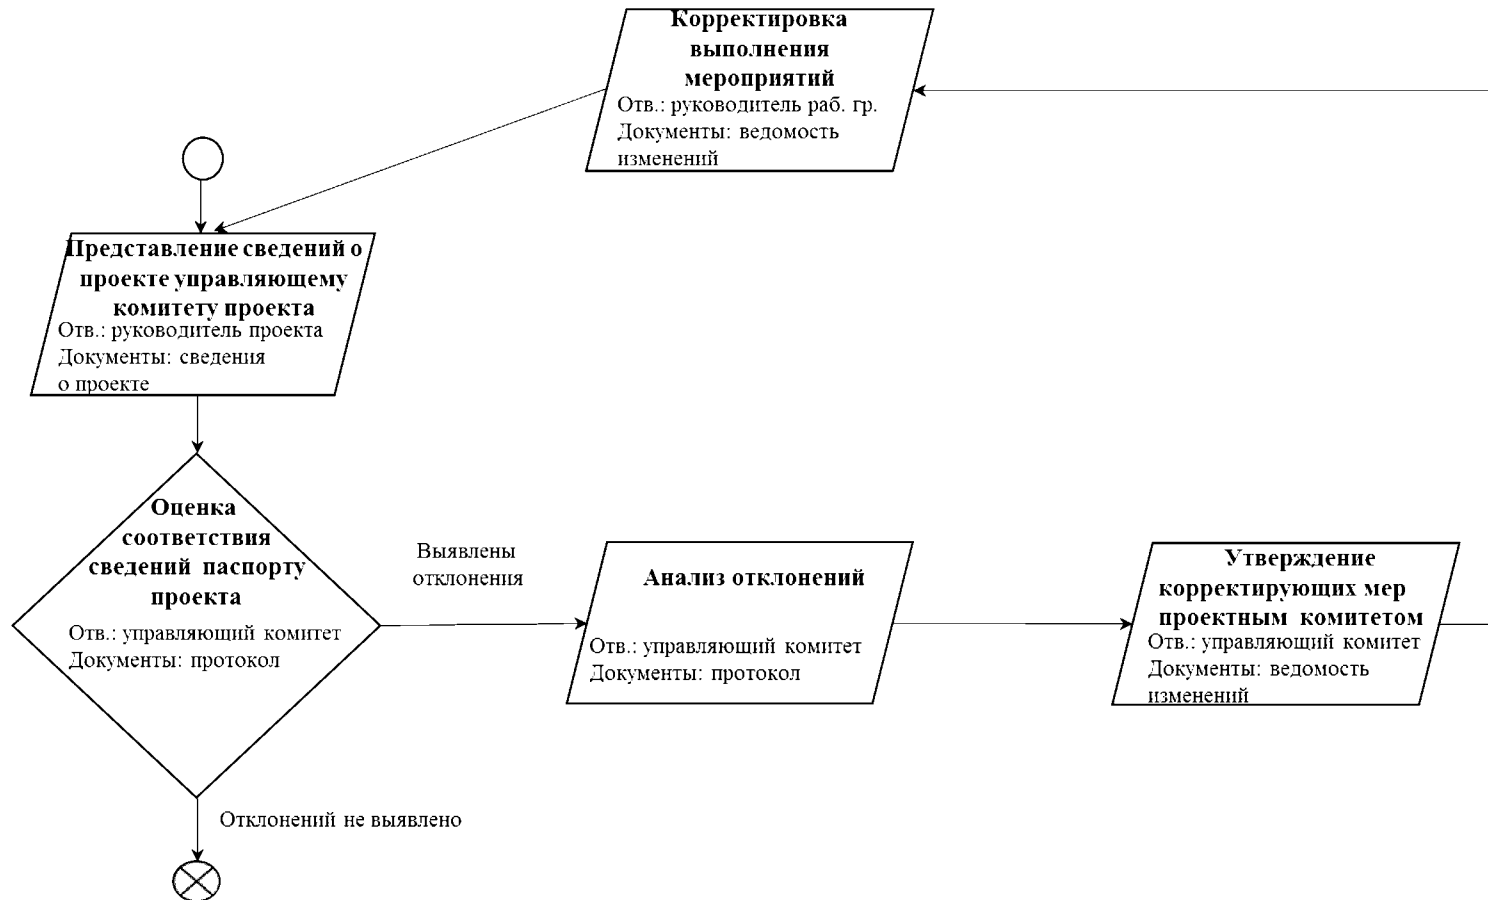 Корректировка
выполнения
мероприятий
Отв.: руководитель раб. гр.
Документы: ведомость
изменений
Представление сведений о
проекте управляющему
комитету проекта
Отв.: руководитель проекта
Документы: сведения
о проекте
Оценка
соответствия
сведений паспорту
проекта
Отв.: управляющий комитет
Документы: протокол
Выявлены
отклонения
Анализ отклонений
Отв.: управляющий комитет
Документы: протокол
Утверждение
корректирующих мер
проектным комитетом
Отв.: управляющий комитет
Документы: ведомость
изменений
Отклонений не выявлено